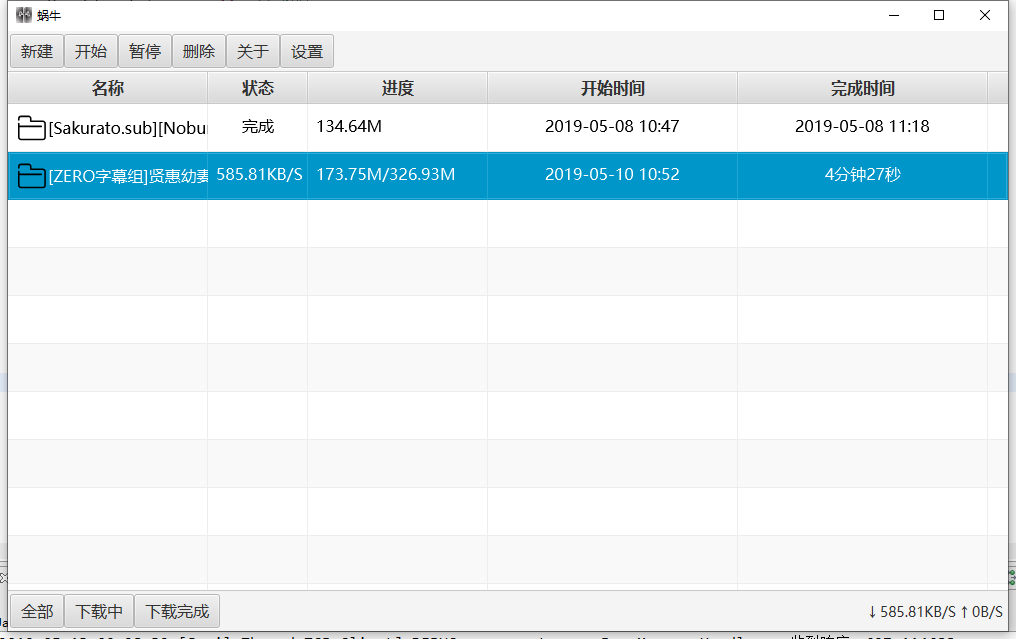 蜗牛
新建 开始 暂停 删除 关于 设置
名称 状态 进度 开始时间 完成时间
[Sakurato.sub][Nobu 完成 134.64M 2019-05-08 10:47 2019-05-08 11:18
[ZERO字幕组]贤惠幼妻 585.81KB/S 173.75M/326.93M 2019-05-10 10:52 4分钟27秒
全部 下载中 下载完成 ↓585.81KB/S ↑0B/S